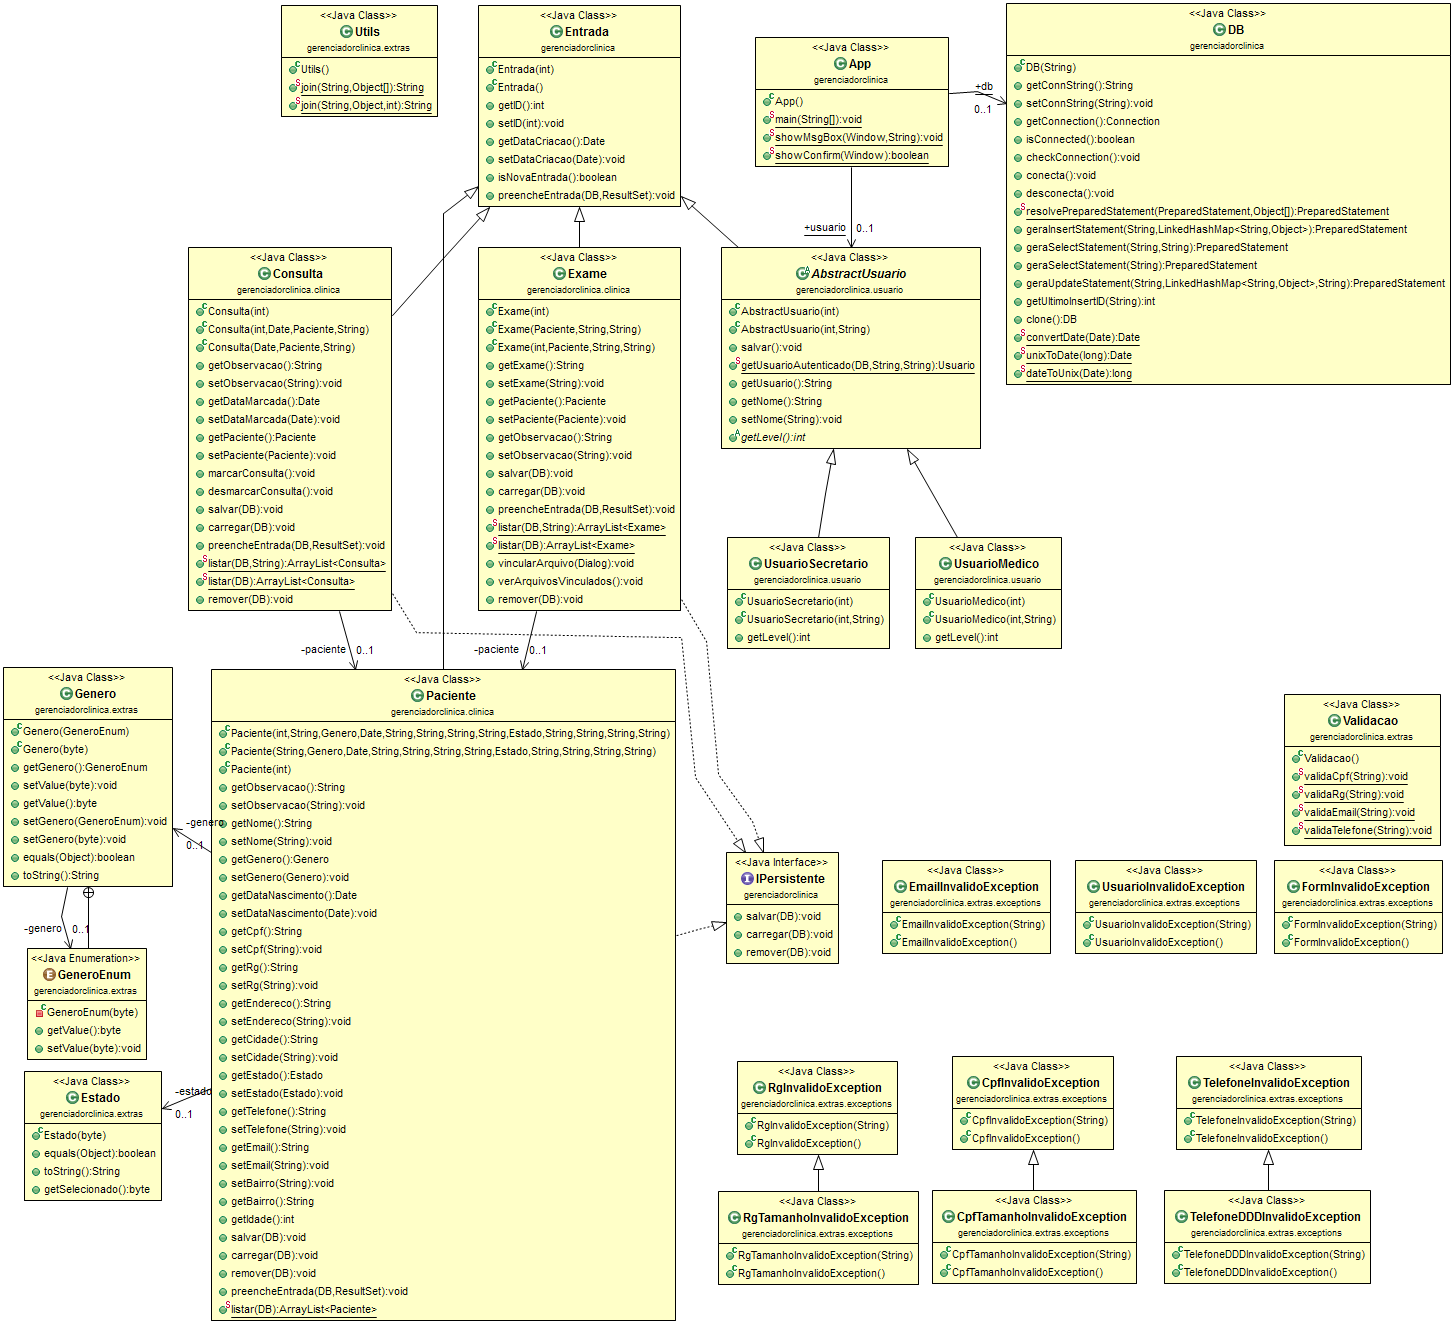 <<Java Class>>
Utils
gerenciadorclinica.extras
Utils()
join(String,Object[]):String
join(String,Object,int):String
<<Java Class>>
Entrada
gerenciadorclinica
Entrada(int)
Entrada()
getID():int
setID(int):void
getDataCriacao():Date
setDataCriacao(Date):void
isNovaEntrada():boolean
preencheEntrada(DB,ResultSet):void
<<Java Class>>
App
gerenciadorclinica
App()
main(String[]):void
showMsgBox(Window,String):void
showConfirm(Window):boolean
+db
0..1
+usuario
0..1
<<Java Class>>
DB
gerenciadorclinica
DB(String)
getConnString():String
setConnString(String):void
getConnection():Connection
isConnected():boolean
checkConnection():void
conecta():void
desconecta():void
resolvePreparedStatement(PreparedStatement,Object[]):PreparedStatement
geraInsertStatement(String,LinkedHashMap<String,Object>):PreparedStatement
geraSelectStatement(String,String):PreparedStatement
geraSelectStatement(String):PreparedStatement
geraUpdateStatement(String,LinkedHashMap<String,Object>,String):PreparedStatement
getUltimoInsertID(String):int
clone():DB
convertDate(Date):Date
unixToDate(long):Date
dateToUnix(Date):long
<<Java Class>>
Consulta
gerenciadorclinica.clinica
Consulta(int)
Consulta(int,Date,Paciente,String)
Consulta(Date,Paciente,String)
getObservacao():String
setObservacao(String):void
getDataMarcada():Date
setDataMarcada(Date):void
getPaciente():Paciente
setPaciente(Paciente):void
marcarConsulta():void
desmarcarConsulta():void
salvar(DB):void
carregar(DB):void
preencheEntrada(DB,ResultSet):void
listar(DB,String):ArrayList<Consulta>
listar(DB):ArrayList<Consulta>
remover(DB):void
<<Java Class>>
Exame
gerenciadorclinica.clinica
Exame(int)
Exame(Paciente,String,String)
Exame(int,Paciente,String,String)
getExame():String
setExame(String):void
getPaciente():Paciente
setPaciente(Paciente):void
getObservacao():String
setObservacao(String):void
salvar(DB):void
carregar(DB):void
preencheEntrada(DB,ResultSet):void
listar(DB,String):ArrayList<Exame>
listar(DB):ArrayList<Exame>
vincularArquivo(Dialog):void
verArquivosVinculados():void
remover(DB):void
<<Java Class>>
AbstractUsuario
gerenciadorclinica.usuario
AbstractUsuario(int)
AbstractUsuario(int,String)
salvar():void
getUsuarioAutenticado(DB,String,String):Usuario
getUsuario():String
getNome():String
setNome(String):void
getLevel():int
<<Java Class>>
UsuarioSecretario
gerenciadorclinica.usuario
UsuarioSecretario(int)
UsuarioSecretario(int,String)
getLevel():int
<<Java Class>>
UsuarioMedico
gerenciadorclinica.usuario
UsuarioMedico(int)
UsuarioMedico(int,String)
getLevel():int
-paciente 0..1
-paciente 0..1
<<Java Class>>
Genero
gerenciadorclinica.extras
Genero(GeneroEnum)
Genero(byte)
getGenero():GeneroEnum
setValue(byte):void
getValue():byte
setGenero(GeneroEnum):void
setGenero(byte):void
equals(Object):boolean
toString():String
-genero
0..1
-genero 0..1
<<Java Enumeration>>
GeneroEnum
gerenciadorclinica.extras
GeneroEnum(byte)
getValue():byte
setValue(byte):void
<<Java Class>>
Estado
gerenciadorclinica.extras
Estado(byte)
equals(Object):boolean
toString():String
getSelecionado():byte
-estado
0..1
<<Java Class>>
Paciente
gerenciadorclinica.clinica
Paciente(int,String,Genero,Date,String,String,String,String,Estado,String,String,String,String)
Paciente(String,Genero,Date,String,String,String,String,Estado,String,String,String,String)
Paciente(int)
getObservacao():String
setObservacao(String):void
getNome():String
setNome(String):void
getGenero():Genero
setGenero(Genero):void
getDataNascimento():Date
setDataNascimento(Date):void
getCpf():String
setCpf(String):void
getRg():String
setRg(String):void
getEndereco():String
setEndereco(String):void
getCidade():String
setCidade(String):void
getEstado():Estado
setEstado(Estado):void
getTelefone():String
setTelefone(String):void
getEmail():String
setEmail(String):void
setBairro(String):void
getBairro():String
getIdade():int
salvar(DB):void
carregar(DB):void
remover(DB):void
preencheEntrada(DB,ResultSet):void
listar(DB):ArrayList<Paciente>
<<Java Interface>>
IPersistente
gerenciadorclinica
salvar(DB):void
carregar(DB):void
remover(DB):void
<<Java Class>>
Validacao
gerenciadorclinica.extras
Validacao()
validaCpf(String):void
validaRg(String):void
validaEmail(String):void
validaTelefone(String):void
<<Java Class>>
EmailInvalidoException
gerenciadorclinica.extras.exceptions
EmailInvalidoException(String)
EmailInvalidoException()
<<Java Class>>
UsuarioInvalidoException
gerenciadorclinica.extras.exceptions
UsuarioInvalidoException(String)
UsuarioInvalidoException()
<<Java Class>>
FormInvalidoException
gerenciadorclinica.extras.exceptions
FormInvalidoException(String)
FormInvalidoException()
<<Java Class>>
RgInvalidoException
gerenciadorclinica.extras.exceptions
RgInvalidoException(String)
RgInvalidoException()
<<Java Class>>
CpfInvalidoException
gerenciadorclinica.extras.exceptions
CpfInvalidoException(String)
CpfInvalidoException()
<<Java Class>>
TelefoneInvalidoException
gerenciadorclinica.extras.exceptions
TelefoneInvalidoException(String)
TelefoneInvalidoException()
<<Java Class>>
RgTamanhoInvalidoException
gerenciadorclinica.extras.exceptions
RgTamanhoInvalidoException(String)
RgTamanhoInvalidoException()
<<Java Class>>
CpfTamanhoInvalidoException
gerenciadorclinica.extras.exceptions
CpfTamanhoInvalidoException(String)
CpfTamanhoInvalidoException()
<<Java Class>>
TelefoneDDDInvalidoException
gerenciadorclinica.extras.exceptions
TelefoneDDDInvalidoException(String)
TelefoneDDDInvalidoException()